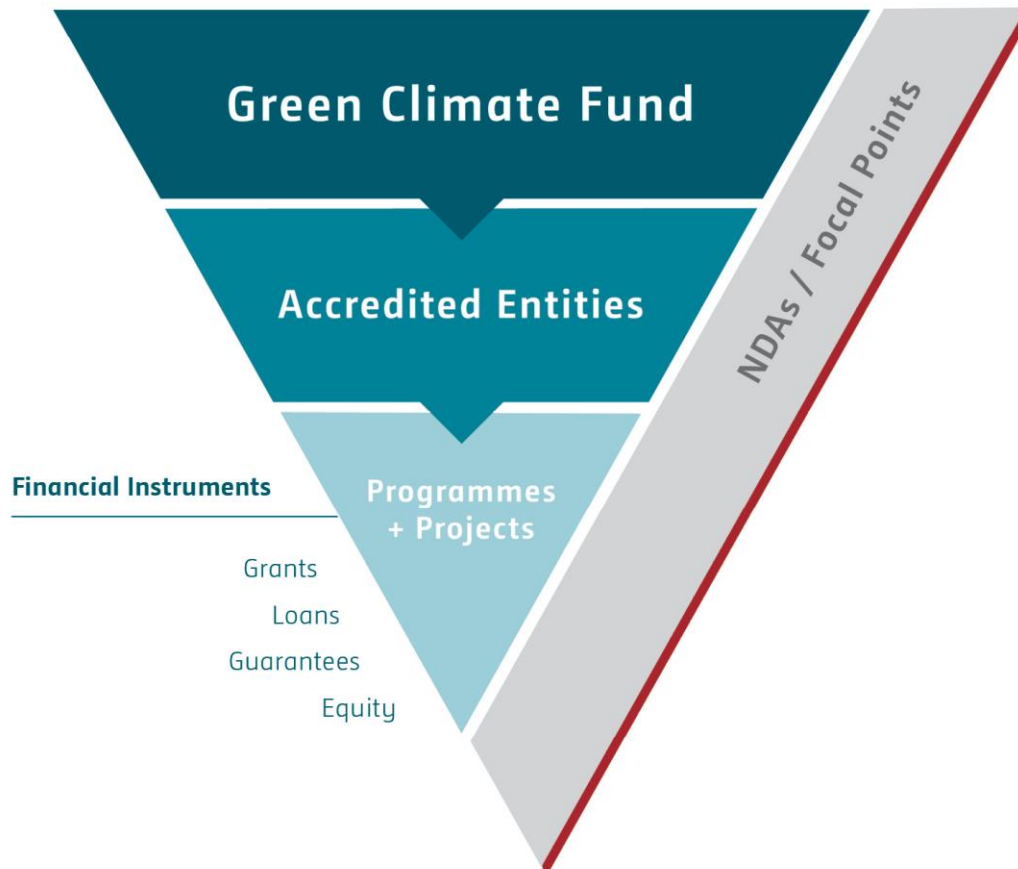 Green Climate Fund
NDAs / Focal Points
Accredited Entities
Financial Instruments
Programmes
+ Projects
Grants
Loans
Guarantees
Equity